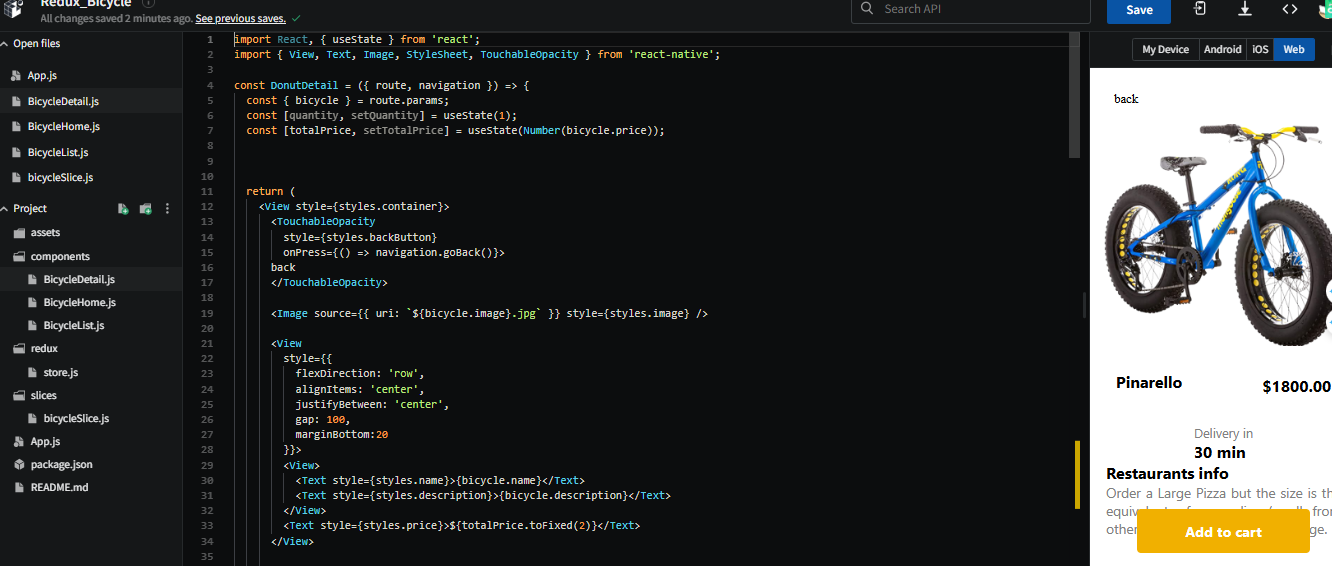 Redux_Bicycle
All changes saved 2 minutes ago. See previous saves.
Search API
Save
Open files
App.js
BicycleDetail.js
BicycleHome.js
BicycleList.js
bicycleSlice.js
Project
assets
components
BicycleDetail.js
BicycleHome.js
BicycleList.js
redux
store.js
slices
bicycleSlice.js
App.js
package.json
README.md
1 import React, { useState } from 'react';
2 import { View, Text, Image, StyleSheet, TouchableOpacity } from 'react-native';
3
4 const DonutDetail = ({ route, navigation }) => {
5 const { bicycle } = route.params;
6 const [quantity, setQuantity] = useState(1);
7 const [totalPrice, setTotalPrice] = useState(Number(bicycle.price));
8
9
10
11 return (
12 <View style={styles.container}>
13 <TouchableOpacity
14 style={styles.backButton}
15 onPress={() => navigation.goBack()}>
16 back
17 </TouchableOpacity>
18
19 <Image source={{ uri: `${bicycle.image}.jpg` }} style={styles.image} />
20
21 <View
22 style={{
23 flexDirection: 'row',
24 alignItems: 'center',
25 justifyBetween: 'center',
26 gap: 100,
27 marginBottom:20
28 }}>
29 <View>
30 <Text style={styles.name}>{bicycle.name}</Text>
31 <Text style={styles.description}>{bicycle.description}</Text>
32 </View>
33 <Text style={styles.price}>${totalPrice.toFixed(2)}</Text>
34 </View>
35
My Device Android iOS Web
back
Pinarello
$1800.00
Delivery in
30 min
Restaurants info
Order a Large Pizza but the size is th
other
ge.
Add to cart